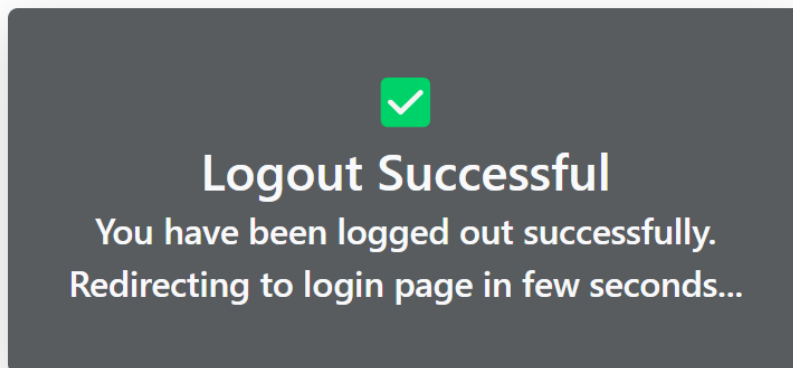 Logout Successful
You have been logged out successfully.
Redirecting to login page in few seconds...